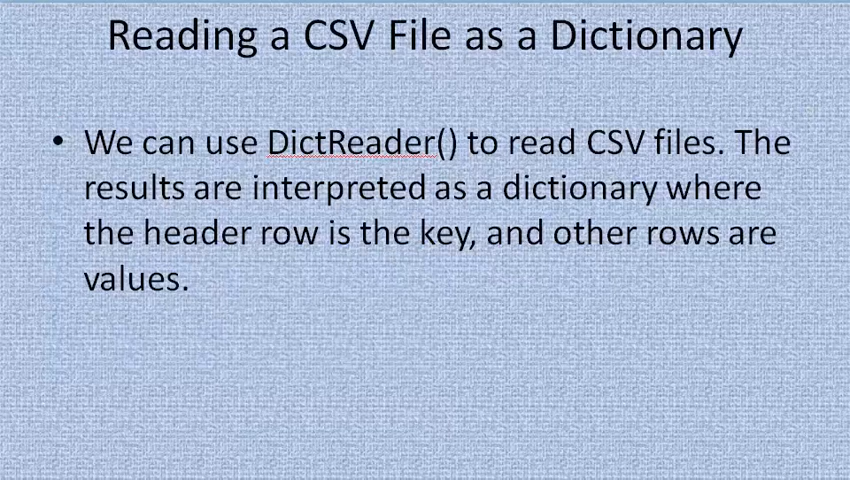 Reading a CSV File as a Dictionary
• We can use DictReader() to read CSV files. The
results are interpreted as a dictionary where
the header row is the key, and other rows are
values.